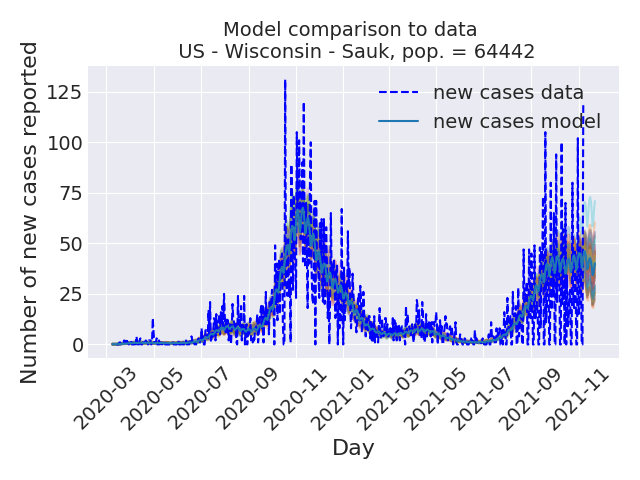 Model comparison to data
US - Wisconsin - Sauk, pop. = 64442
Number of new cases reported
125
100
75
50
25
0
new cases data
new cases model
2020-03
2020-05
2020-07
2020-09
2020-11
2021-01
2021-03
2021-05
2021-07
2021-09
2021-11
Day